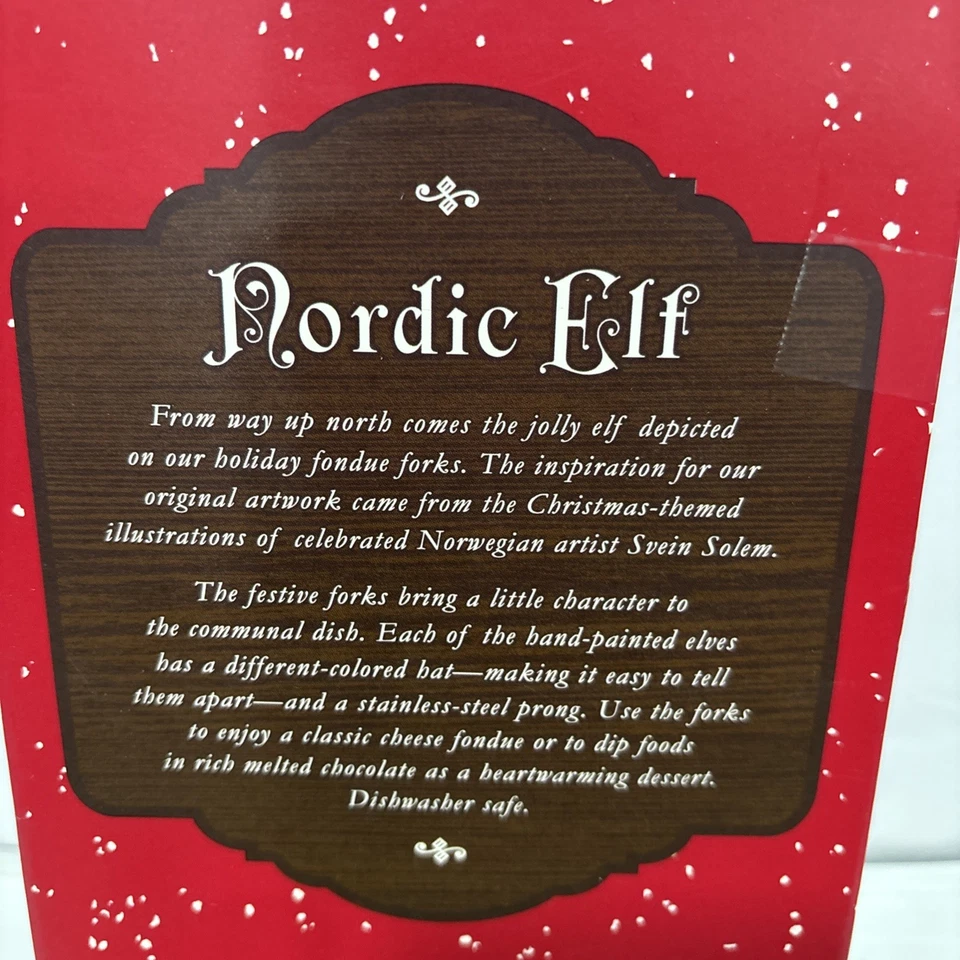 Nordic Elf
From way up north comes the jolly elf depicted
on our holiday fondue forks. The inspiration for our
original artwork came from the Christmas-themed
illustrations of celebrated Norwegian artist Svein Solem.
The festive forks bring a little character to
the communal dish. Each of the hand-painted elves
has a different-colored hat—making it easy to tell
them apart—and a stainless-steel prong. Use the forks
to enjoy a classic cheese fondue or to dip foods
in rich melted chocolate as a heartwarming dessert.
Dishwasher safe.